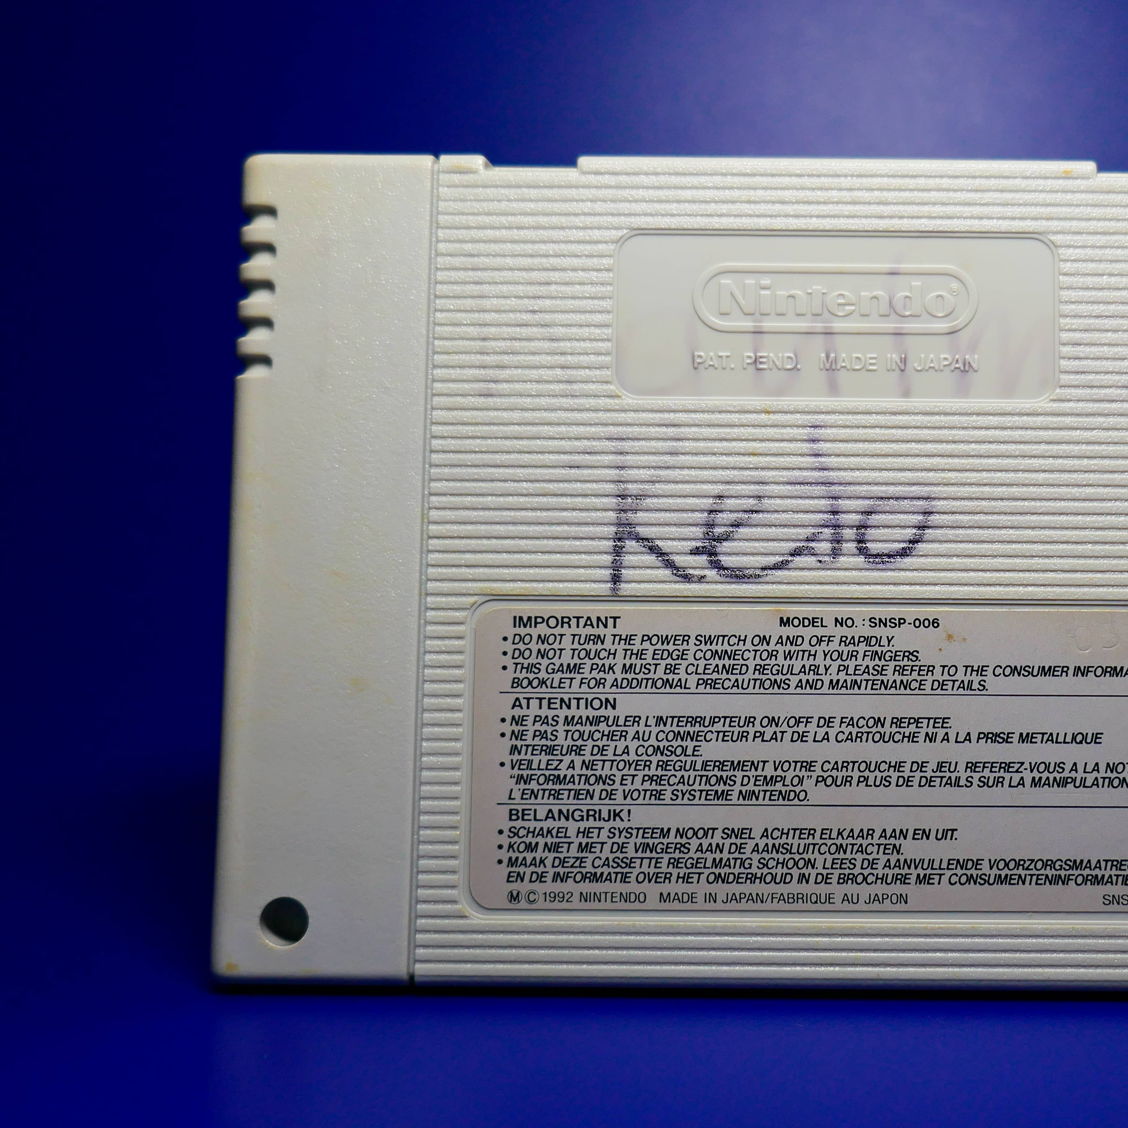 Nintendo®
PAT. PEND. MADE IN JAPAN
Kedo
IMPORTANT MODEL NO. : SNSP-006
• DO NOT TURN THE POWER SWITCH ON AND OFF RAPIDLY.
• DO NOT TOUCH THE EDGE CONNECTOR WITH YOUR FINGERS.
• THIS GAME PAK MUST BE CLEANED REGULARLY. PLEASE REFER TO THE CONSUMER INFORMA
BOOKLET FOR ADDITIONAL PRECAUTIONS AND MAINTENANCE DETAILS.
ATTENTION
• NE PAS MANIPULER L'INTERRUPTEUR ON/OFF DE FACON REPETEE.
• NE PAS TOUCHER AU CONNECTEUR PLAT DE LA CARTOUCHE NI A LA PRISE METALLIQUE
INTERIEURE DE LA CONSOLE.
• VEILLEZ A NETTOYER REGULIEREMENT VOTRE CARTOUCHE DE JEU. REFEREZ-VOUS A LA NOT
"INFORMATIONS ET PRECAUTIONS D'EMPLOI" POUR PLUS DE DETAILS SUR LA MANIPULATION
L'ENTRETIEN DE VOTRE SYSTEME NINTENDO.
BELANGRIJK!
• SCHAKEL HET SYSTEEM NOOIT SNEL ACHTER ELKAAR AAN EN UIT.
• KOM NIET MET DE VINGERS AAN DE AANSLUITCONTACTEN.
• MAAK DEZE CASSETTE REGELMATIG SCHOON. LEES DE AANVULLENDE VOORZORGSMAATREG
EN DE INFORMATIE OVER HET ONDERHOUD IN DE BROCHURE MET CONSUMENTENINFORMATIE
Ⓜ © 1992 NINTENDO MADE IN JAPAN/FABRIQUE AU JAPON SNS